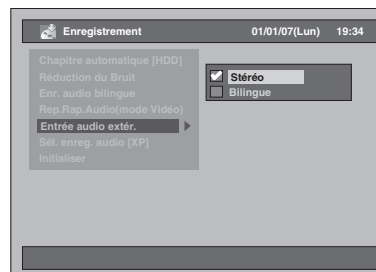 Enregistrement 01/01/07(Lun) 19:34
Chapitre automatique [HDD]
Réduction du Bruit
Enr. audio bilingue
Rep.Rap.Audio(mode Vidéo)
Entrée audio extér.
Sél. enreg. audio [XP]
Initialiser
Stéréo
Bilingue